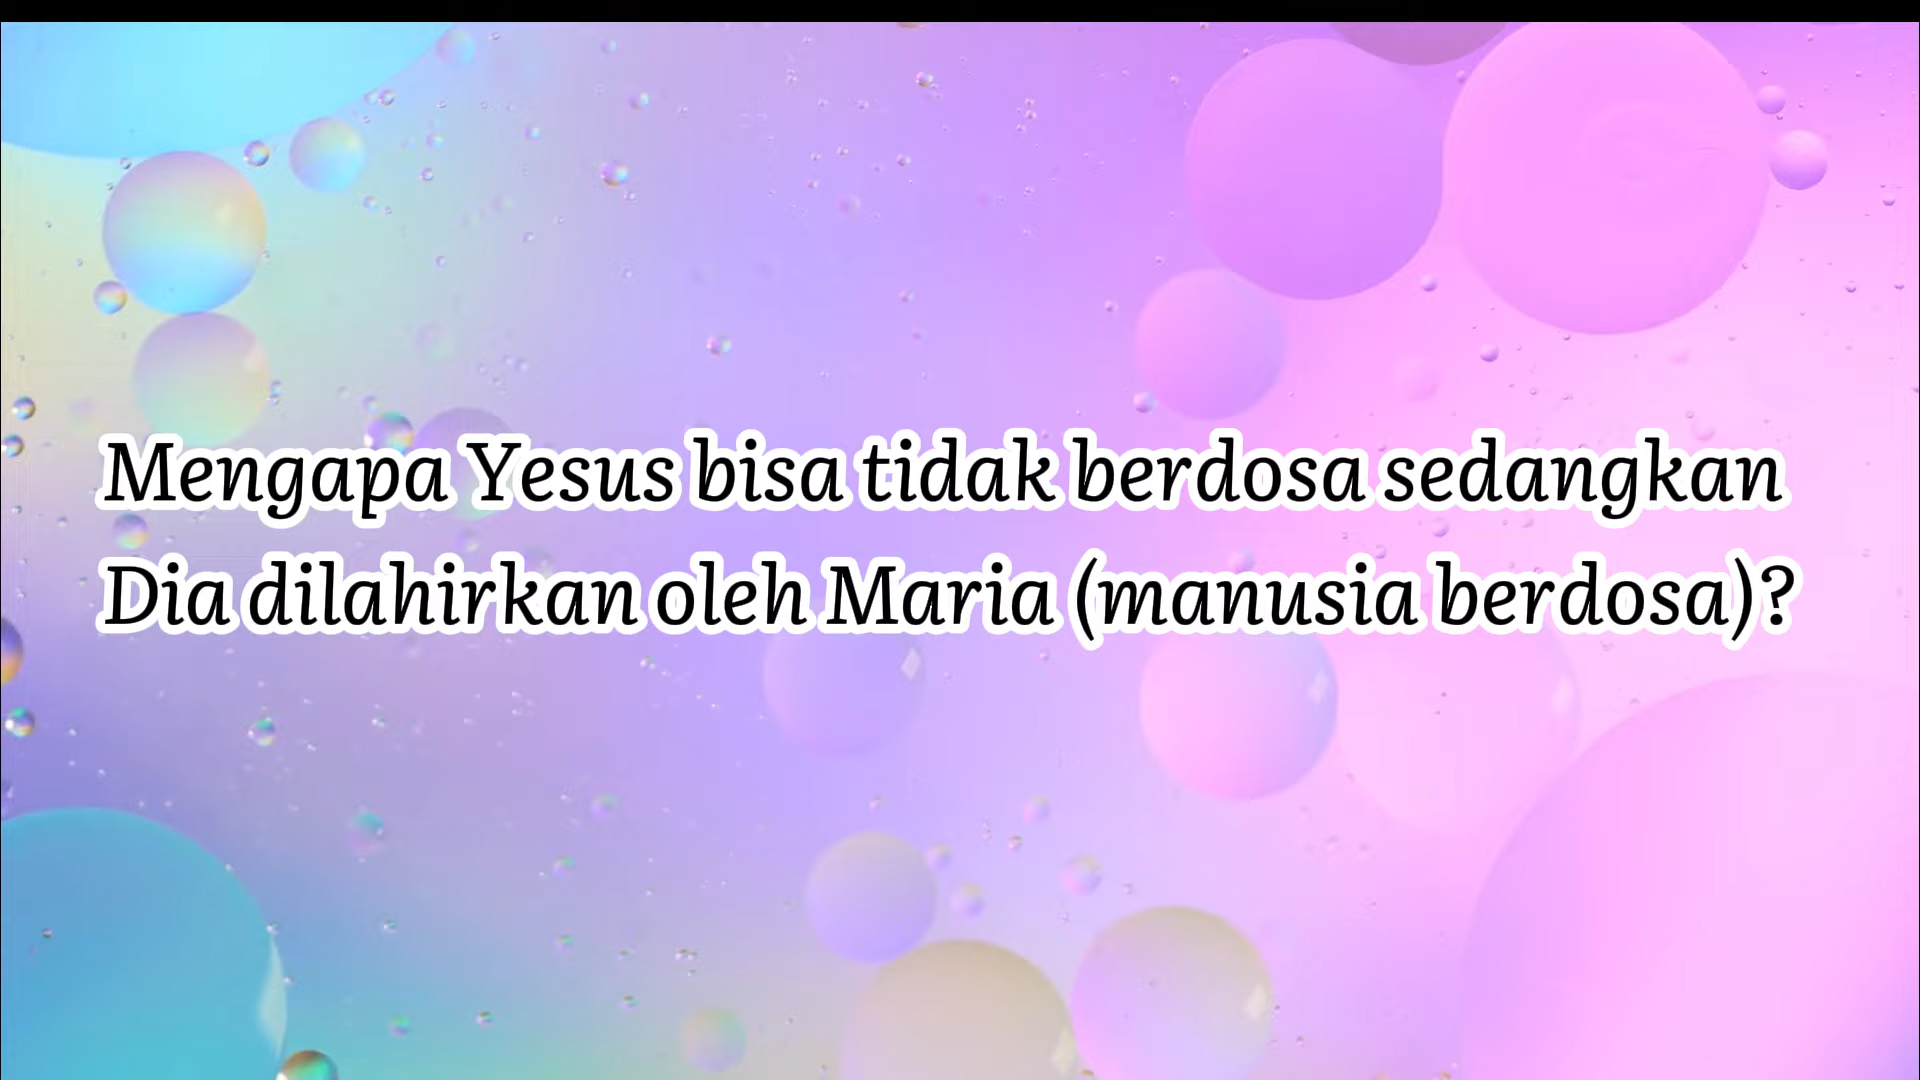 Mengapa Yesus bisa tidak berdosa sedangkan
Dia dilahirkan oleh Maria (manusia berdosa)?